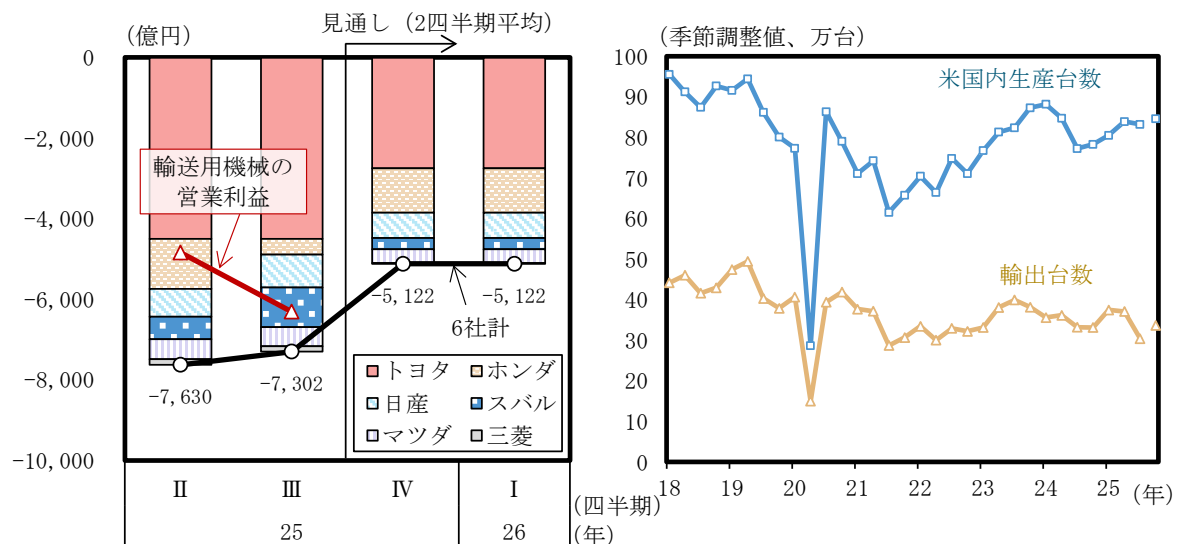 見通し（2四半期平均）
（億円）
0
-2,000
-4,000
-6,000
-8,000
-10,000
輸送用機械の
営業利益
-7,630
-7,302
-5,122
-5,122
6社計
トヨタ
ホンダ
日産
スバル
マツダ
三菱
Ⅱ
Ⅲ
Ⅳ
Ⅰ
(四半期)
25
26
(年)
（季節調整値、万台）
100
90
80
70
60
50
40
30
20
10
0
米国内生産台数
輸出台数
18
19
20
21
22
23
24
25
(年)